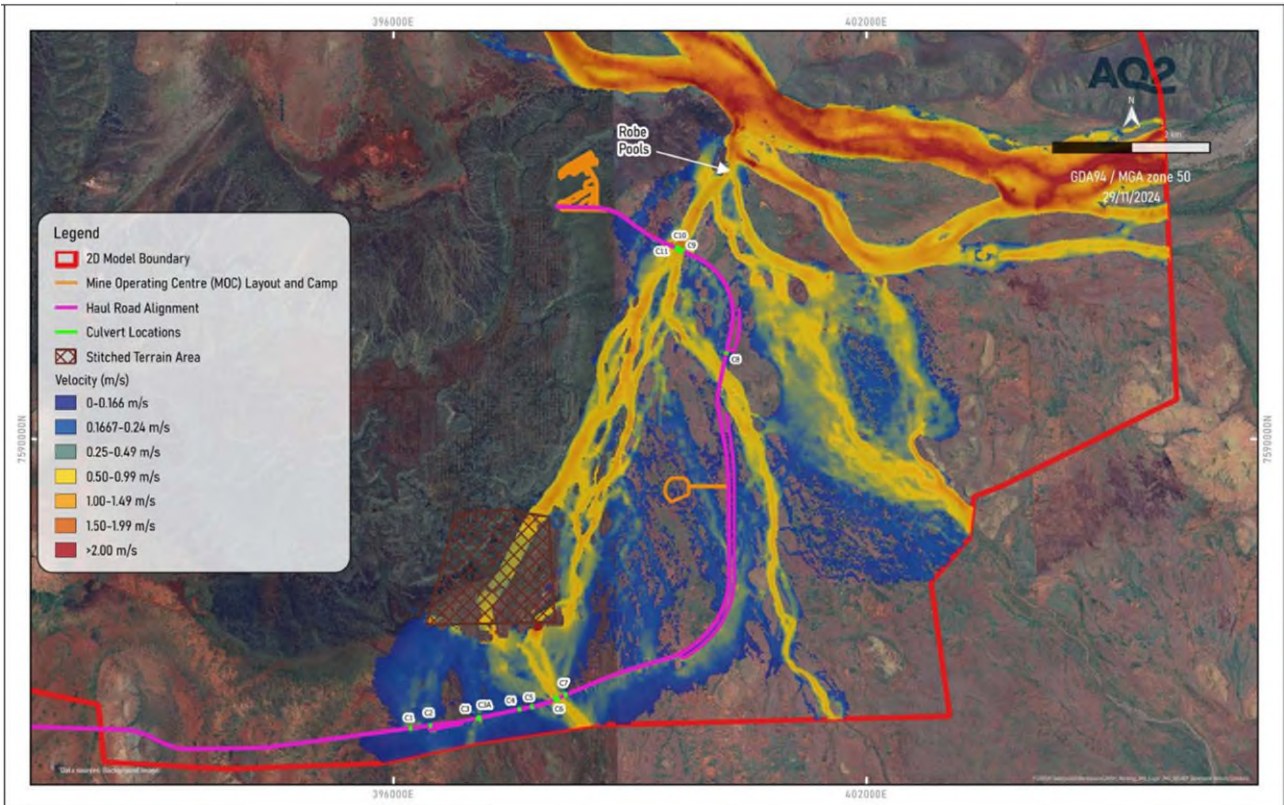 396000E
402000E
AQ2
N
2 km
GDA94 / MGA zone 50
29/11/2024
Robe
Pools
C10
C9
C11
C8
Legend
2D Model Boundary
Mine Operating Centre (MOC) Layout and Camp
Haul Road Alignment
Culvert Locations
Stitched Terrain Area
Velocity (m/s)
0-0.166 m/s
0.1667-0.24 m/s
0.25-0.49 m/s
0.50-0.99 m/s
1.00-1.49 m/s
1.50-1.99 m/s
>2.00 m/s
7590000N
7590000N
C1
C2
C3
C3A
C4
C5
C6
C7
396000E
402000E